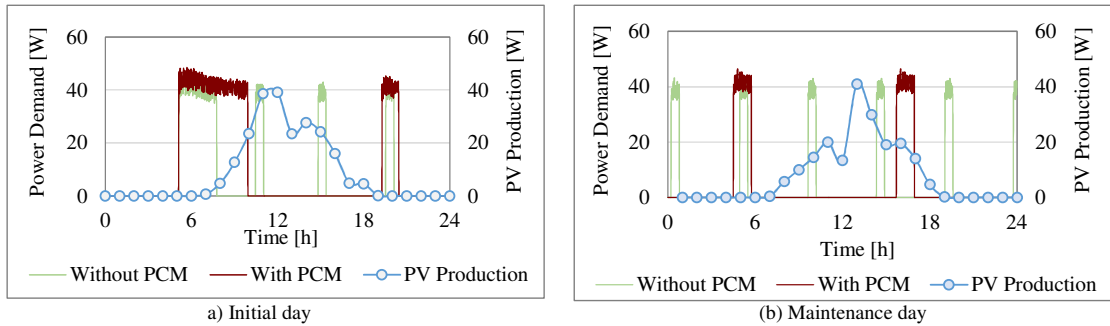 60
40
20
0
Power Demand [W]
60
40
20
0
PV Production [W]
0 6 12 18 24
Time [h]
Without PCM With PCM PV Production
a) Initial day
60
40
20
0
Power Demand [W]
60
40
20
0
PV Production [W]
0 6 12 18 24
Time [h]
Without PCM With PCM PV Production
(b) Maintenance day